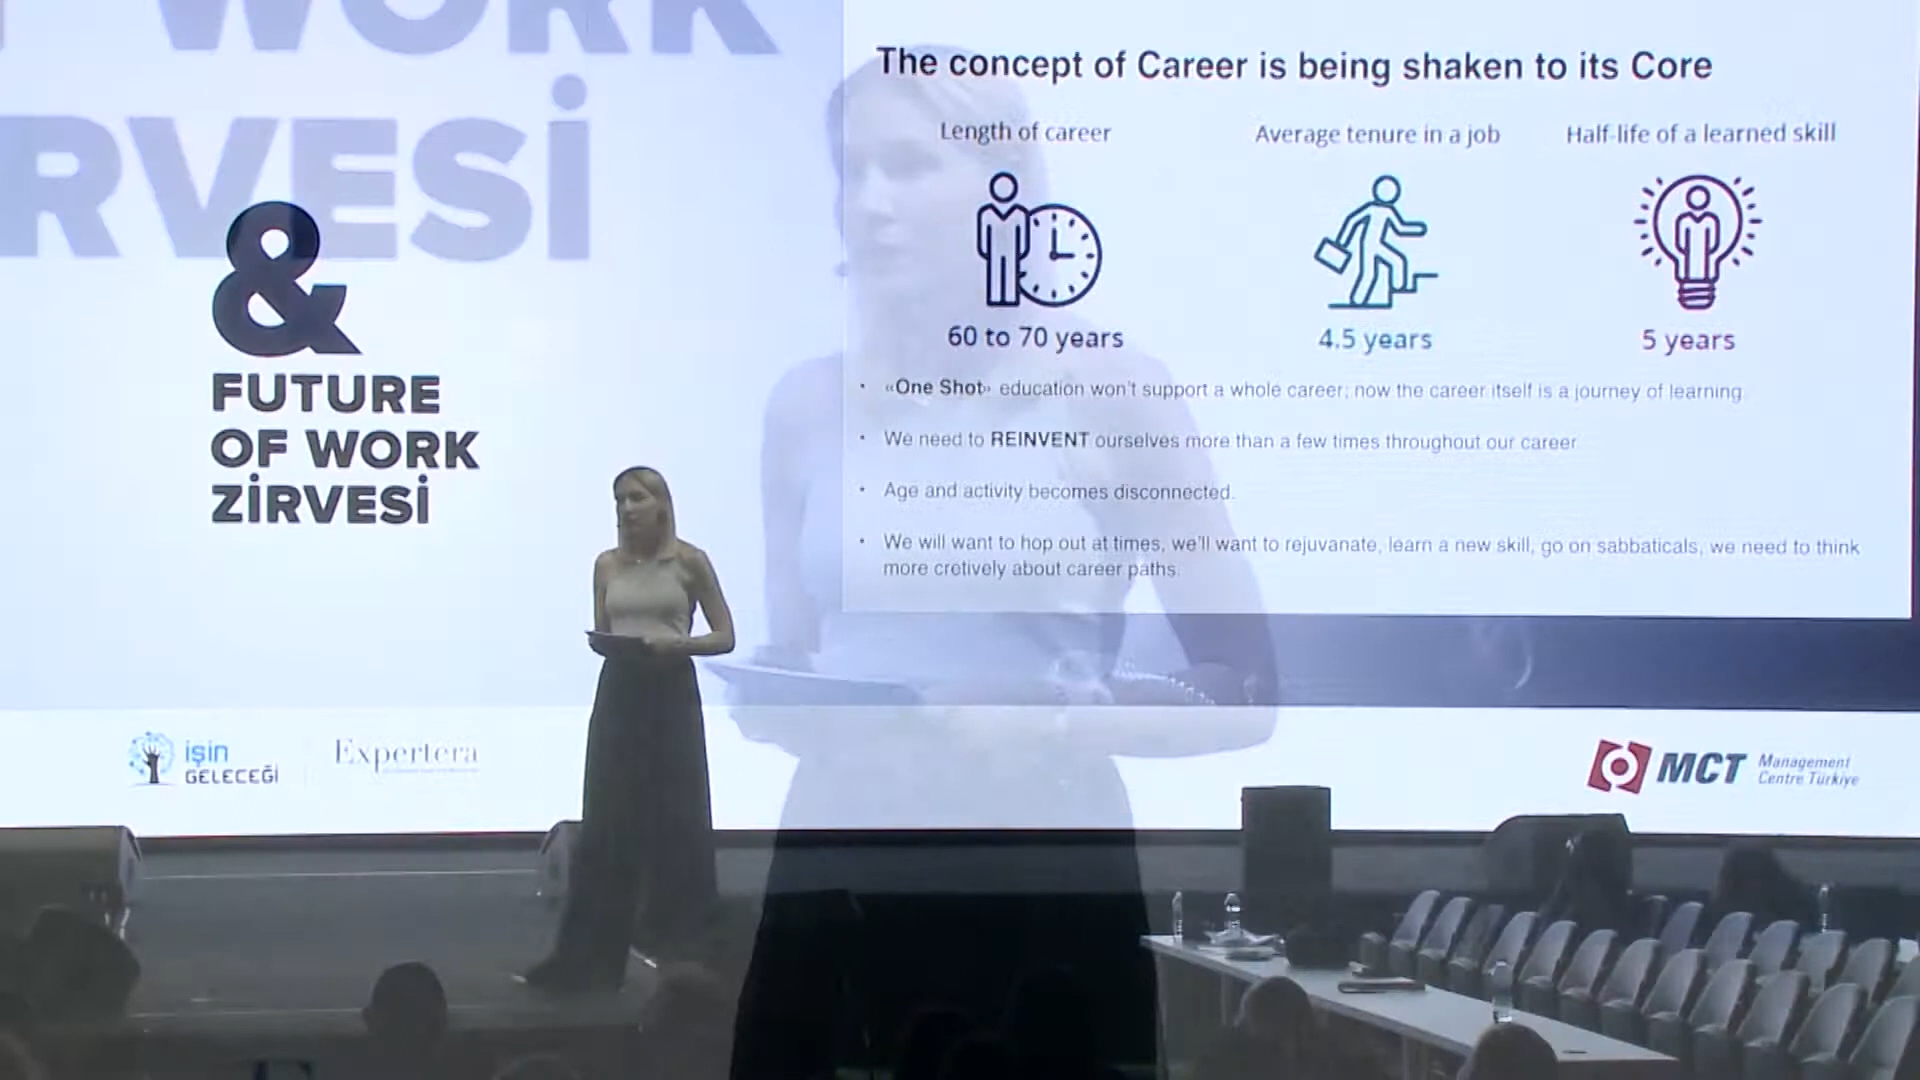 WORK
RVESİ
&
FUTURE
OF WORK
ZİRVESİ
işin
GELECEĞİ
Expertera
The concept of Career is being shaken to its Core
Length of career
Average tenure in a job
Half-life of a learned skill
60 to 70 years
4.5 years
5 years
• «One Shot» education won't support a whole career; now the career itself is a journey of learning.
• We need to REINVENT ourselves more than a few times throughout our career.
• Age and activity becomes disconnected.
• We will want to hop out at times, we'll want to rejuvanate, learn a new skill, go on sabbaticals, we need to think
more cretively about career paths.
MCT
Management
Centre Türkiye